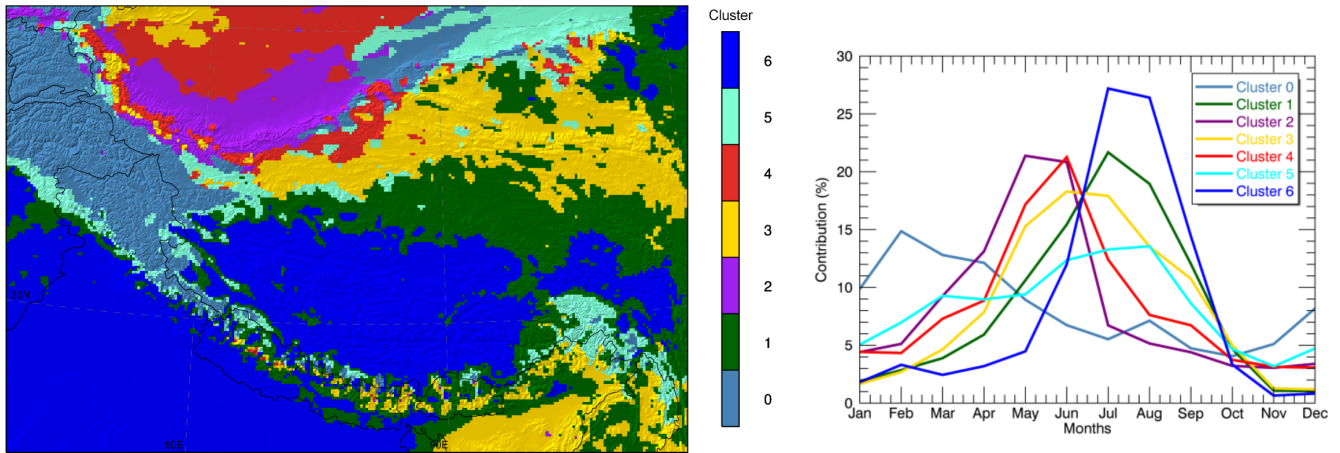 Cluster
6
5
4
3
2
1
0
30N
80E
90E
30
25
20
15
10
5
0
Contribution (%)
Cluster 0
Cluster 1
Cluster 2
Cluster 3
Cluster 4
Cluster 5
Cluster 6
Jan Feb Mar Apr May Jun Jul Aug Sep Oct Nov Dec
Months